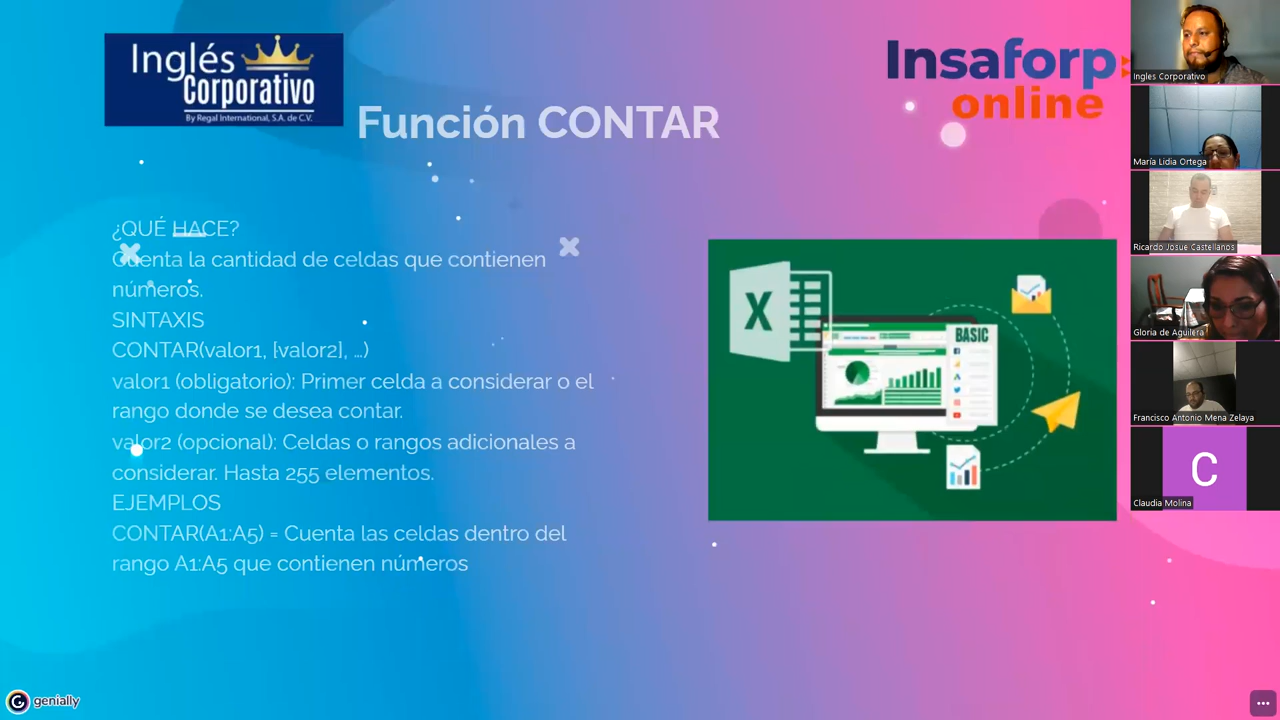 Inglés
Corporativo
By Regal International, S.A. de C.V.
Función CONTAR
Insaforp
online
¿QUÉ HACE?
Cuenta la cantidad de celdas que contienen
números.
SINTAXIS
CONTAR(valor1, [valor2], ...)
valor1 (obligatorio): Primer celda a considerar o el
rango donde se desea contar.
valor2 (opcional): Celdas o rangos adicionales a
considerar. Hasta 255 elementos.
EJEMPLOS
CONTAR(A1:A5) = Cuenta las celdas dentro del
rango A1:A5 que contienen números
X
BASIC
Ingles Corporativo
María Lidia Ortega
Ricardo Josue Castellanos
Gloria de Aguilera
Francisco Antonio Mena Zelaya
C
Claudia Molina
genially